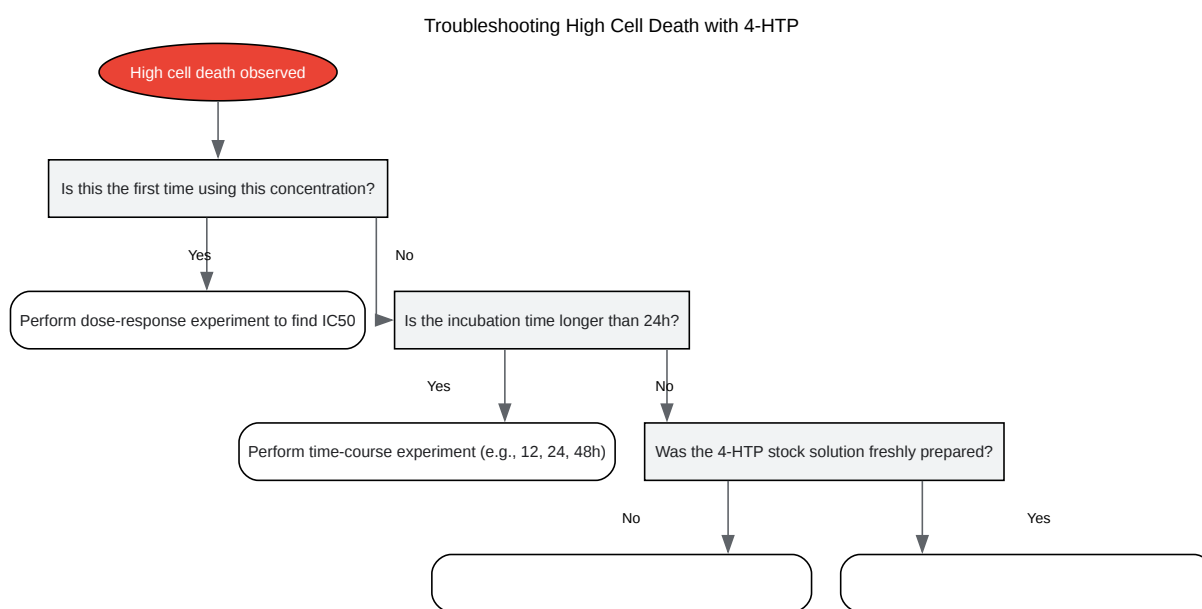 Troubleshooting High Cell Death with 4-HTP
High cell death observed
Is this the first time using this concentration?
Yes
No
Perform dose-response experiment to find IC50
Is the incubation time longer than 24h?
Yes
No
Perform time-course experiment (e.g., 12, 24, 48h)
Was the 4-HTP stock solution freshly prepared?
No
Yes